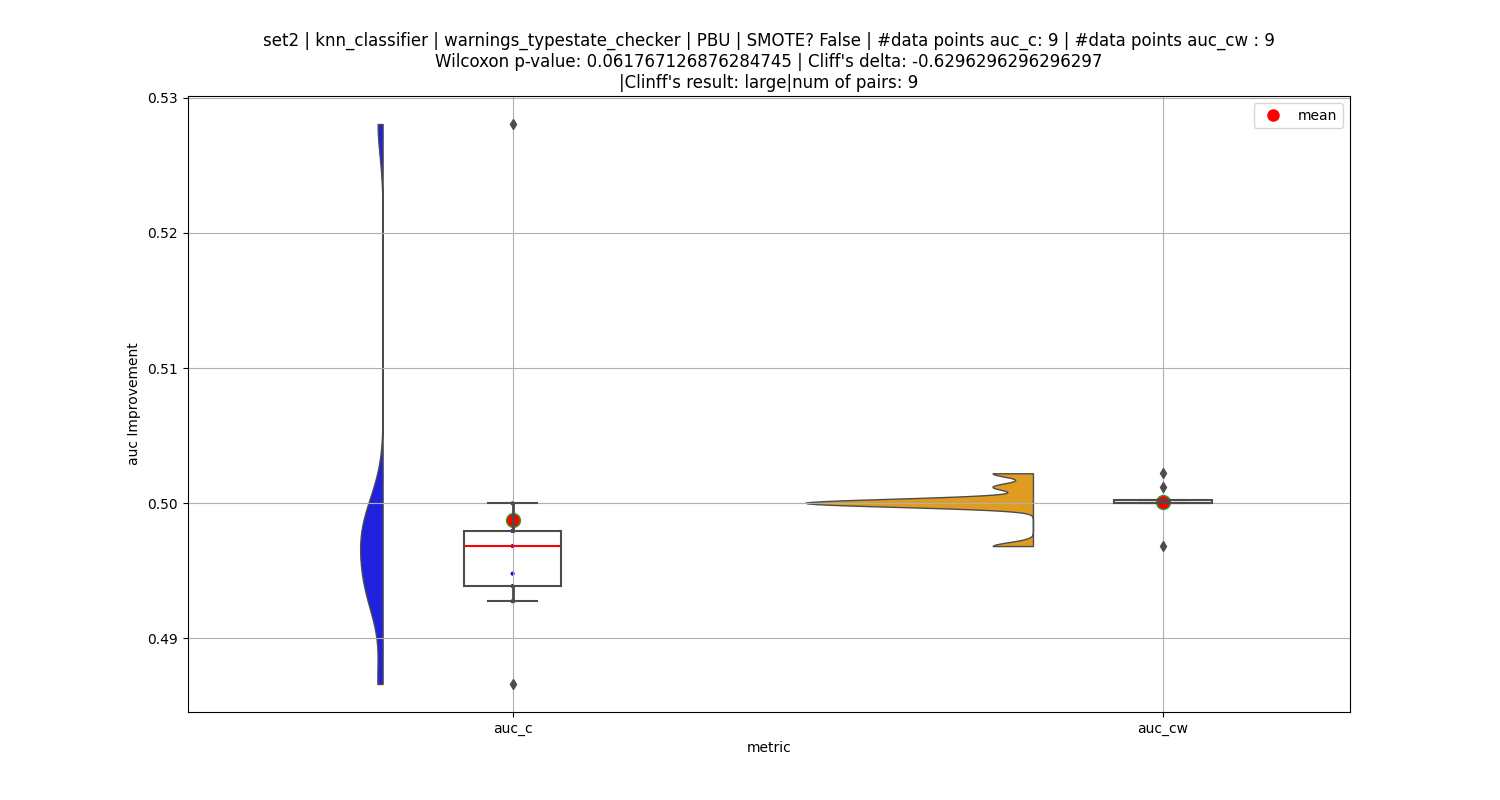 set2 | knn_classifier | warnings_typestate_checker | PBU | SMOTE? False | #data points auc_c: 9 | #data points auc_cw : 9
Wilcoxon p-value: 0.061767126876284745 | Cliff's delta: -0.6296296296296297
|Clinff's result: large|num of pairs: 9
mean
0.53
0.52
0.51
0.50
0.49
auc Improvement
auc_c
auc_cw
metric